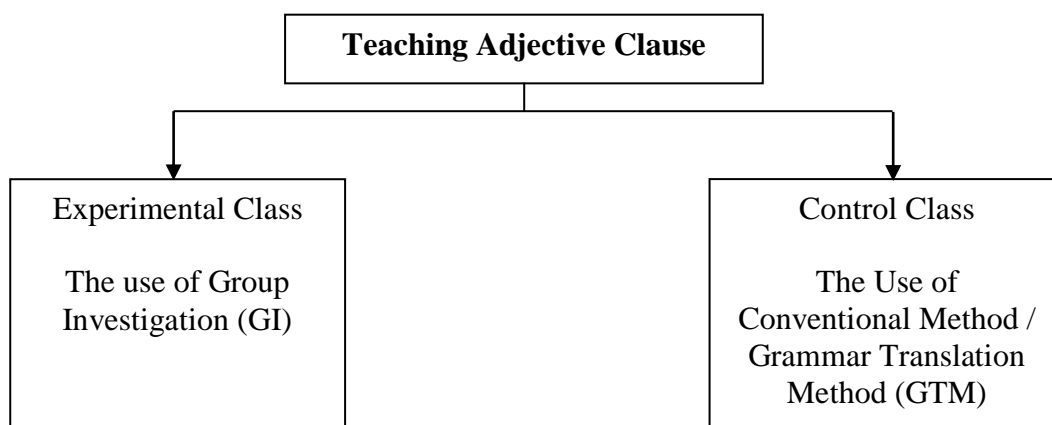 Teaching Adjective Clause
Experimental Class
The use of Group
Investigation (GI)
Control Class
The Use of
Conventional Method /
Grammar Translation
Method (GTM)